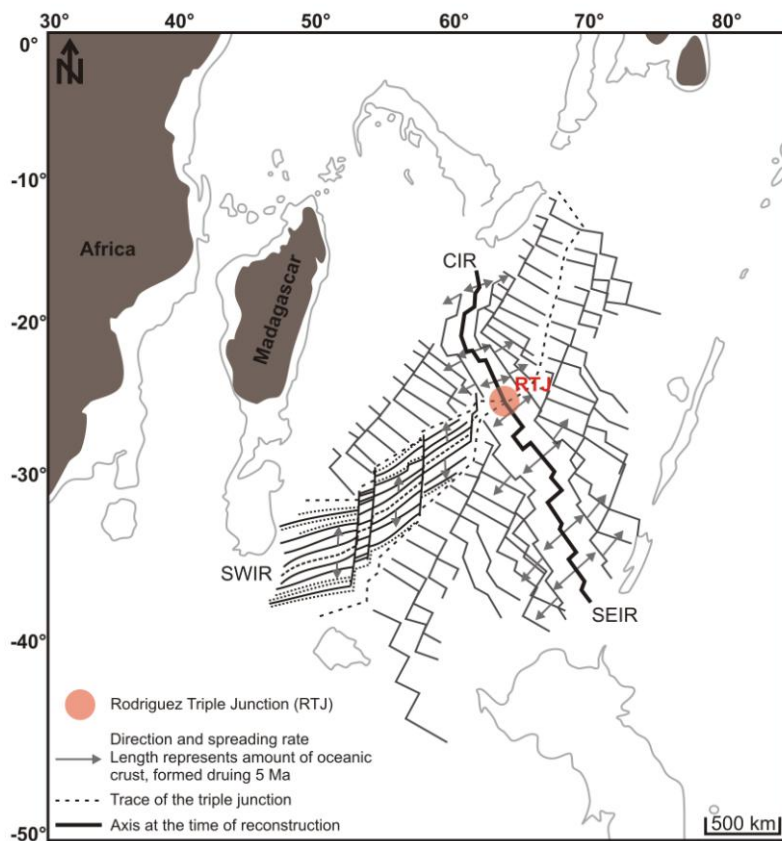 30° 40° 50° 60° 70° 80°
0°
N
-10°
Africa
Madagascar
CIR
-20°
RTJ
-30°
SWIR
SEIR
-40°
Rodriguez Triple Junction (RTJ)
Direction and spreading rate
Length represents amount of oceanic
crust, formed druing 5 Ma
Trace of the triple junction
Axis at the time of reconstruction
500 km
-50°